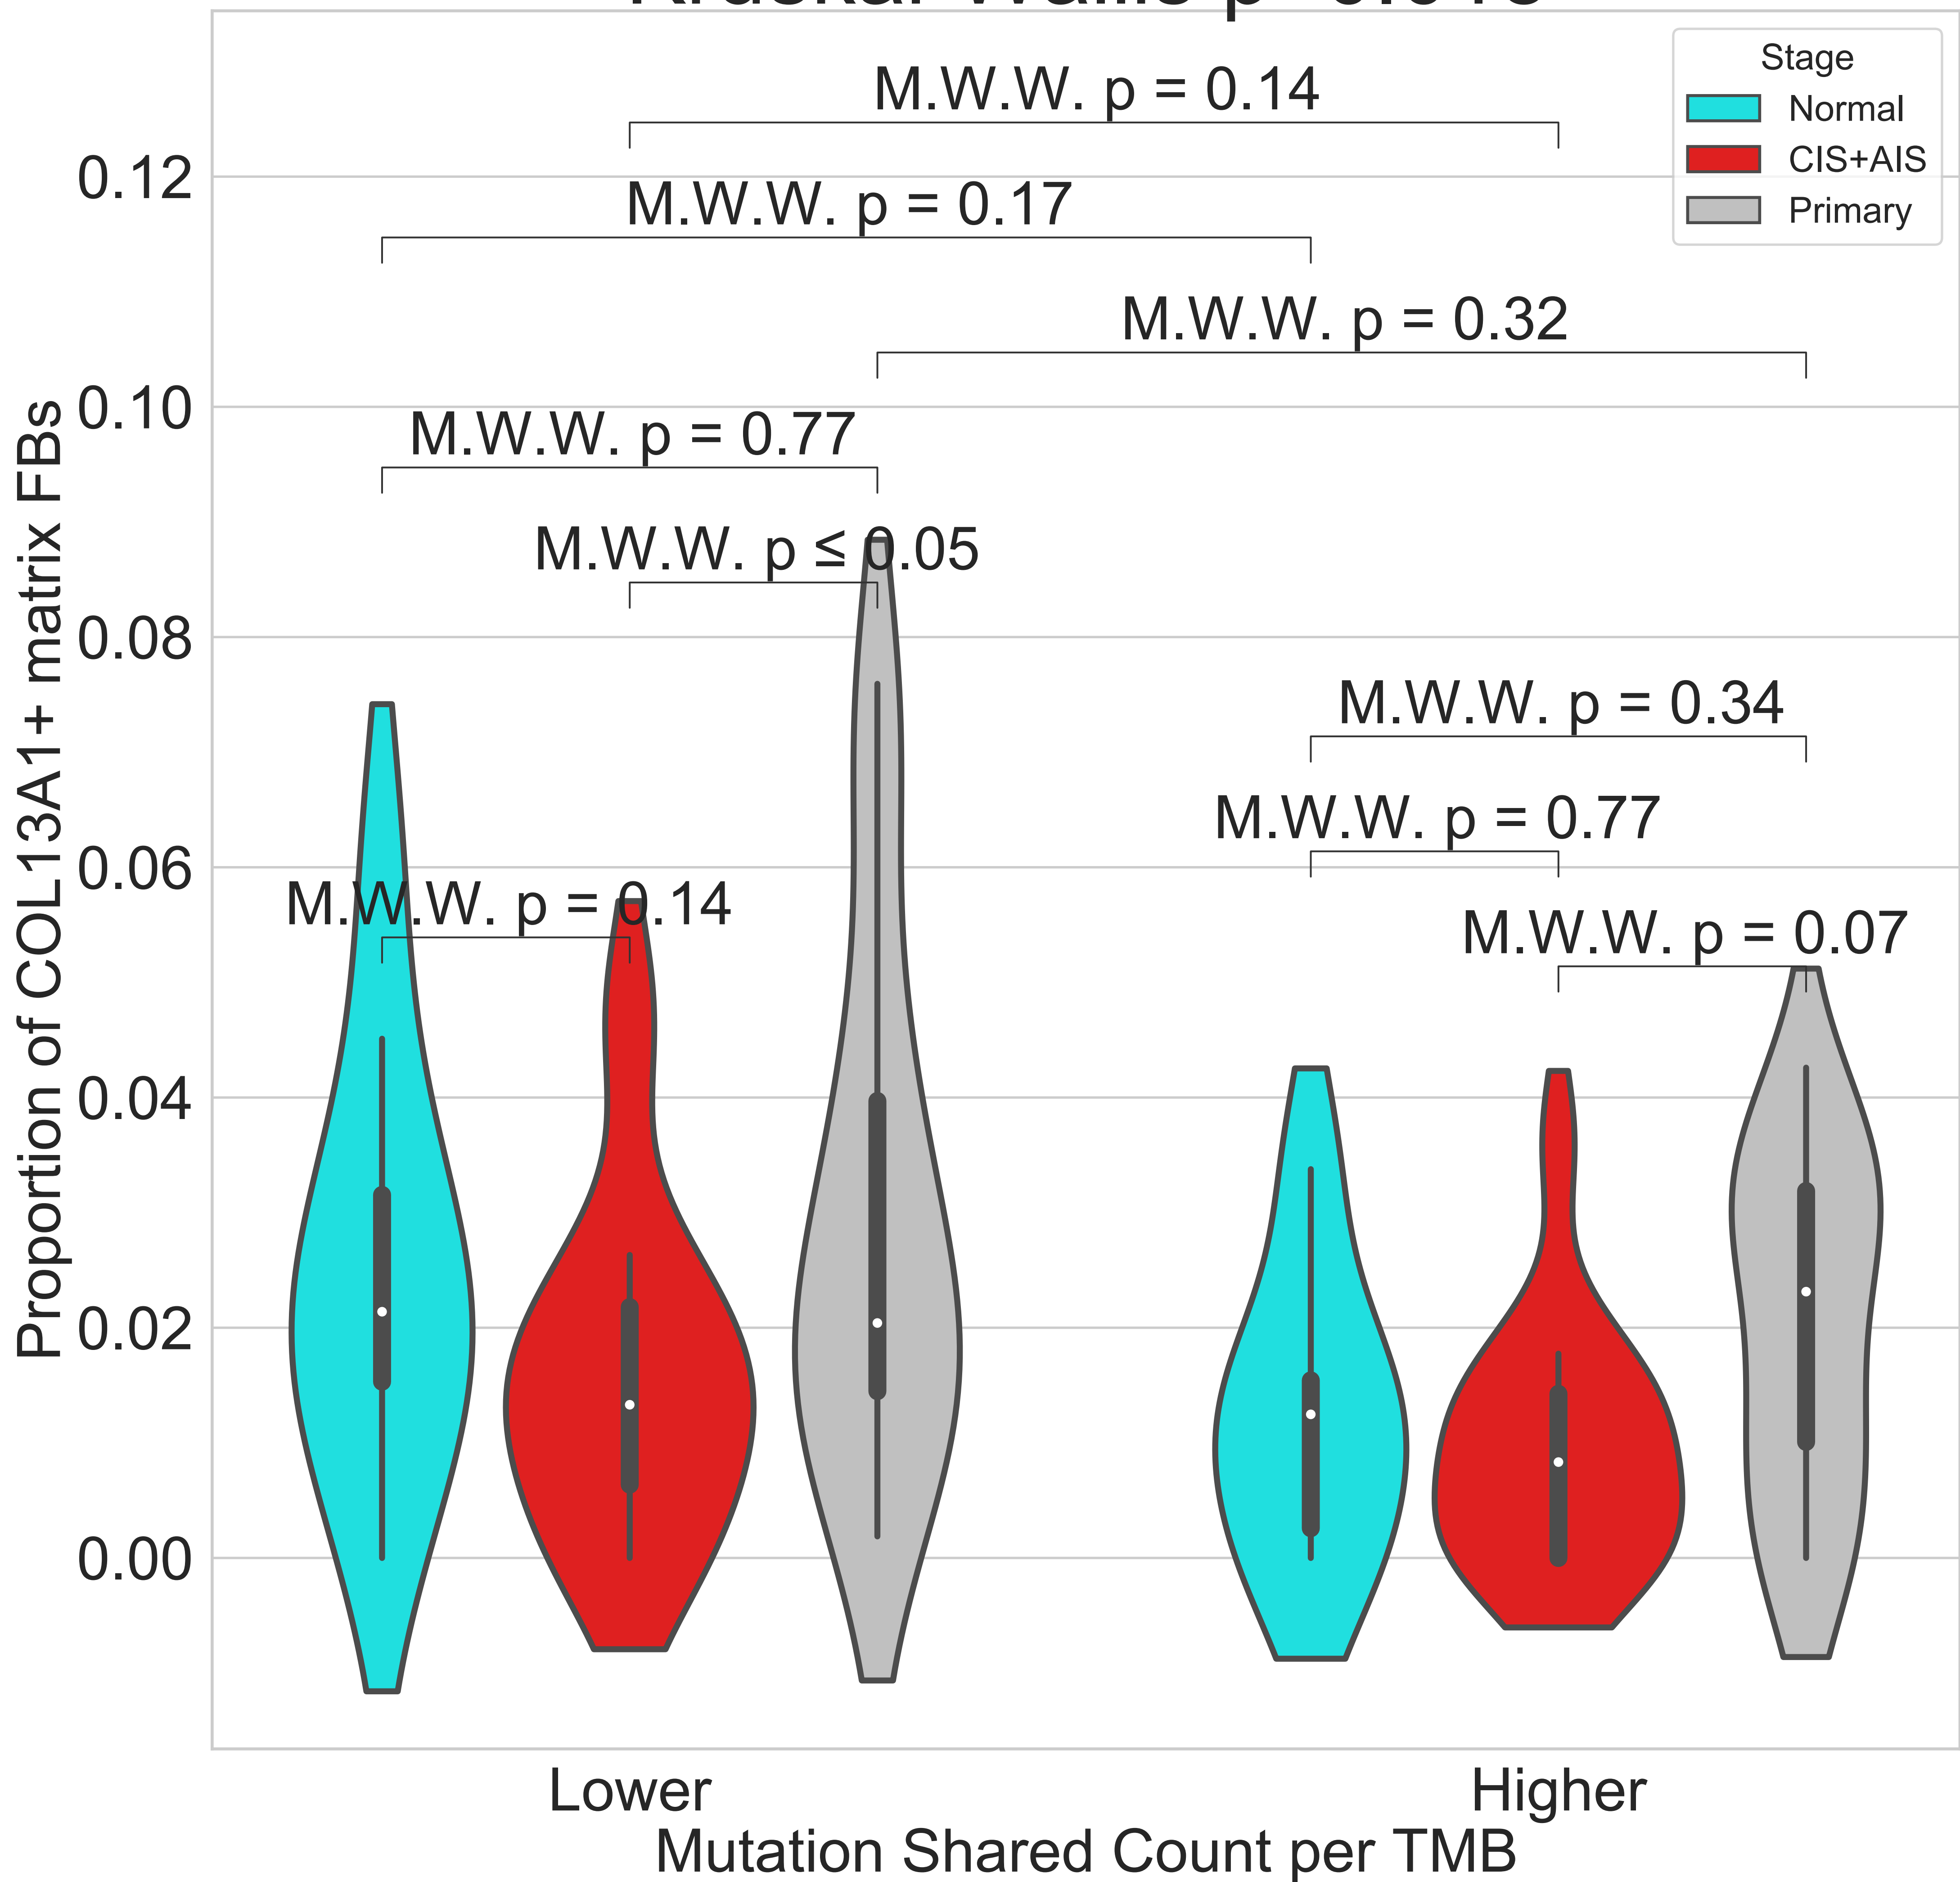 M.W.W. p = 0.14
Stage
Normal
CIS+AIS
Primary
M.W.W. p = 0.17
M.W.W. p = 0.32
M.W.W. p = 0.77
M.W.W. p ≤ 0.05
M.W.W. p = 0.34
M.W.W. p = 0.77
M.W.W. p = 0.14
M.W.W. p = 0.07
0.12
0.10
0.08
0.06
0.04
0.02
0.00
Proportion of COL13A1+ matrix FBs
Lower
Higher
Mutation Shared Count per TMB